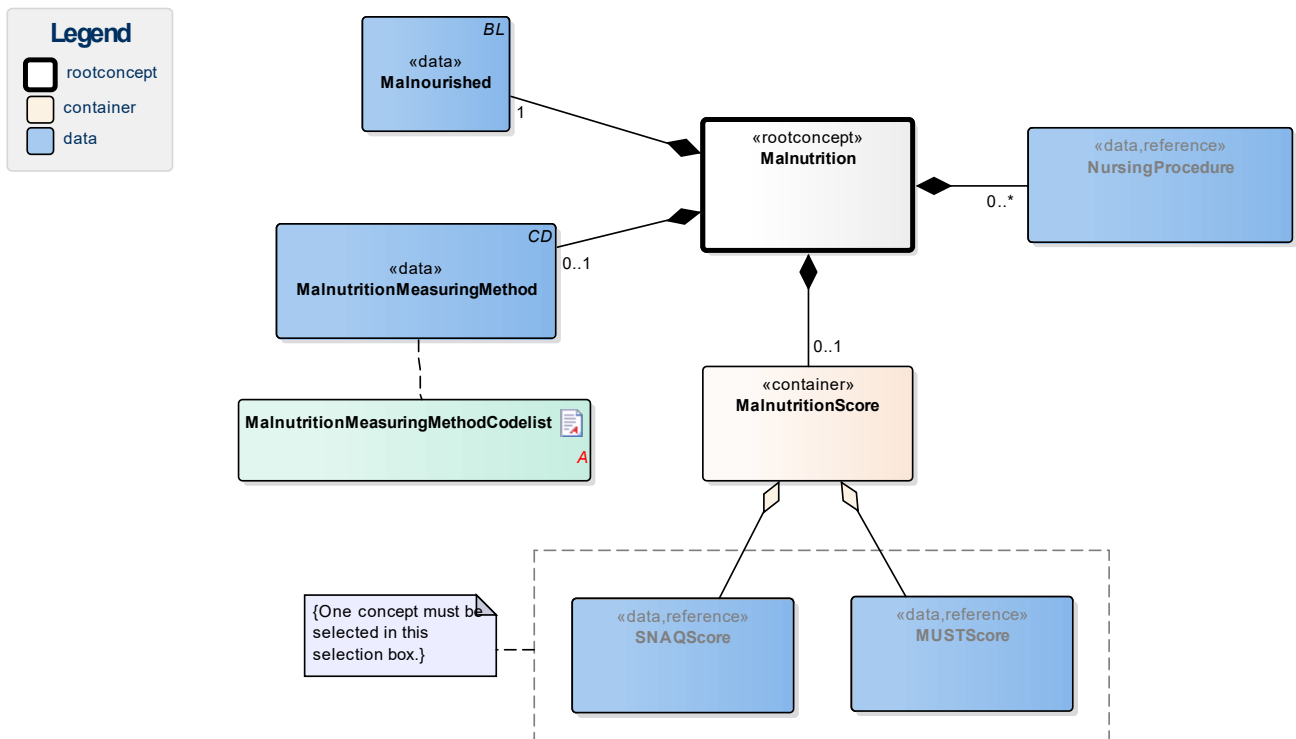 Legend
rootconcept
container
data
BL
«data»
Malnourished
1
«rootconcept»
Malnutrition
«data,reference»
NursingProcedure
0..*
CD
«data»
MalnutritionMeasuringMethod
0..1
0..1
«container»
MalnutritionScore
MalnutritionMeasuringMethodCodelist
A
{One concept must be
selected in this
selection box.}
«data,reference»
SNAQScore
«data,reference»
MUSTScore